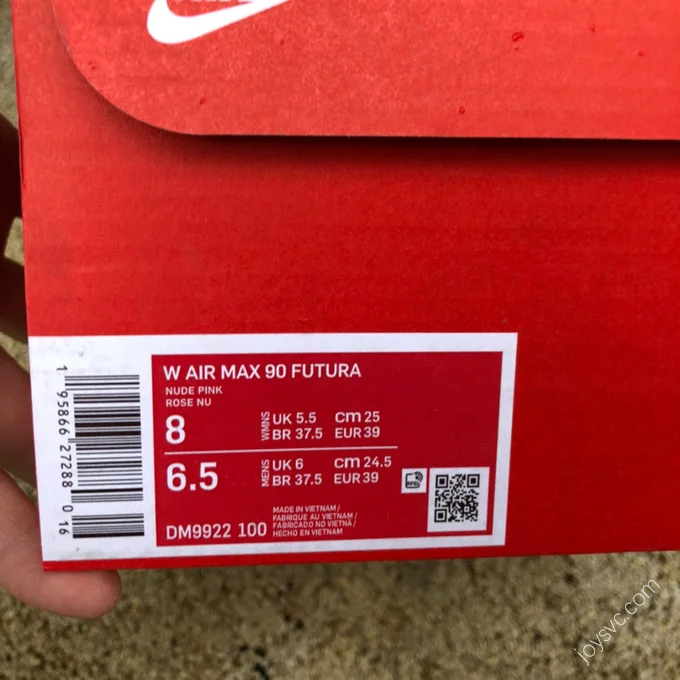 W AIR MAX 90 FUTURA
NUDE PINK
ROSE NU
8 WMNS UK 5.5 cm 25
BR 37.5 EUR 39
6.5 MENS UK 6 cm 24.5
BR 37.5 EUR 39
DM9922 100
MADE IN VIETNAM /
FABRIQUE AU VIETNAM /
FABRICADO NO VIETNÃ /
HECHO EN VIETNAM
1 95866 27288 0 16
joysvc.com